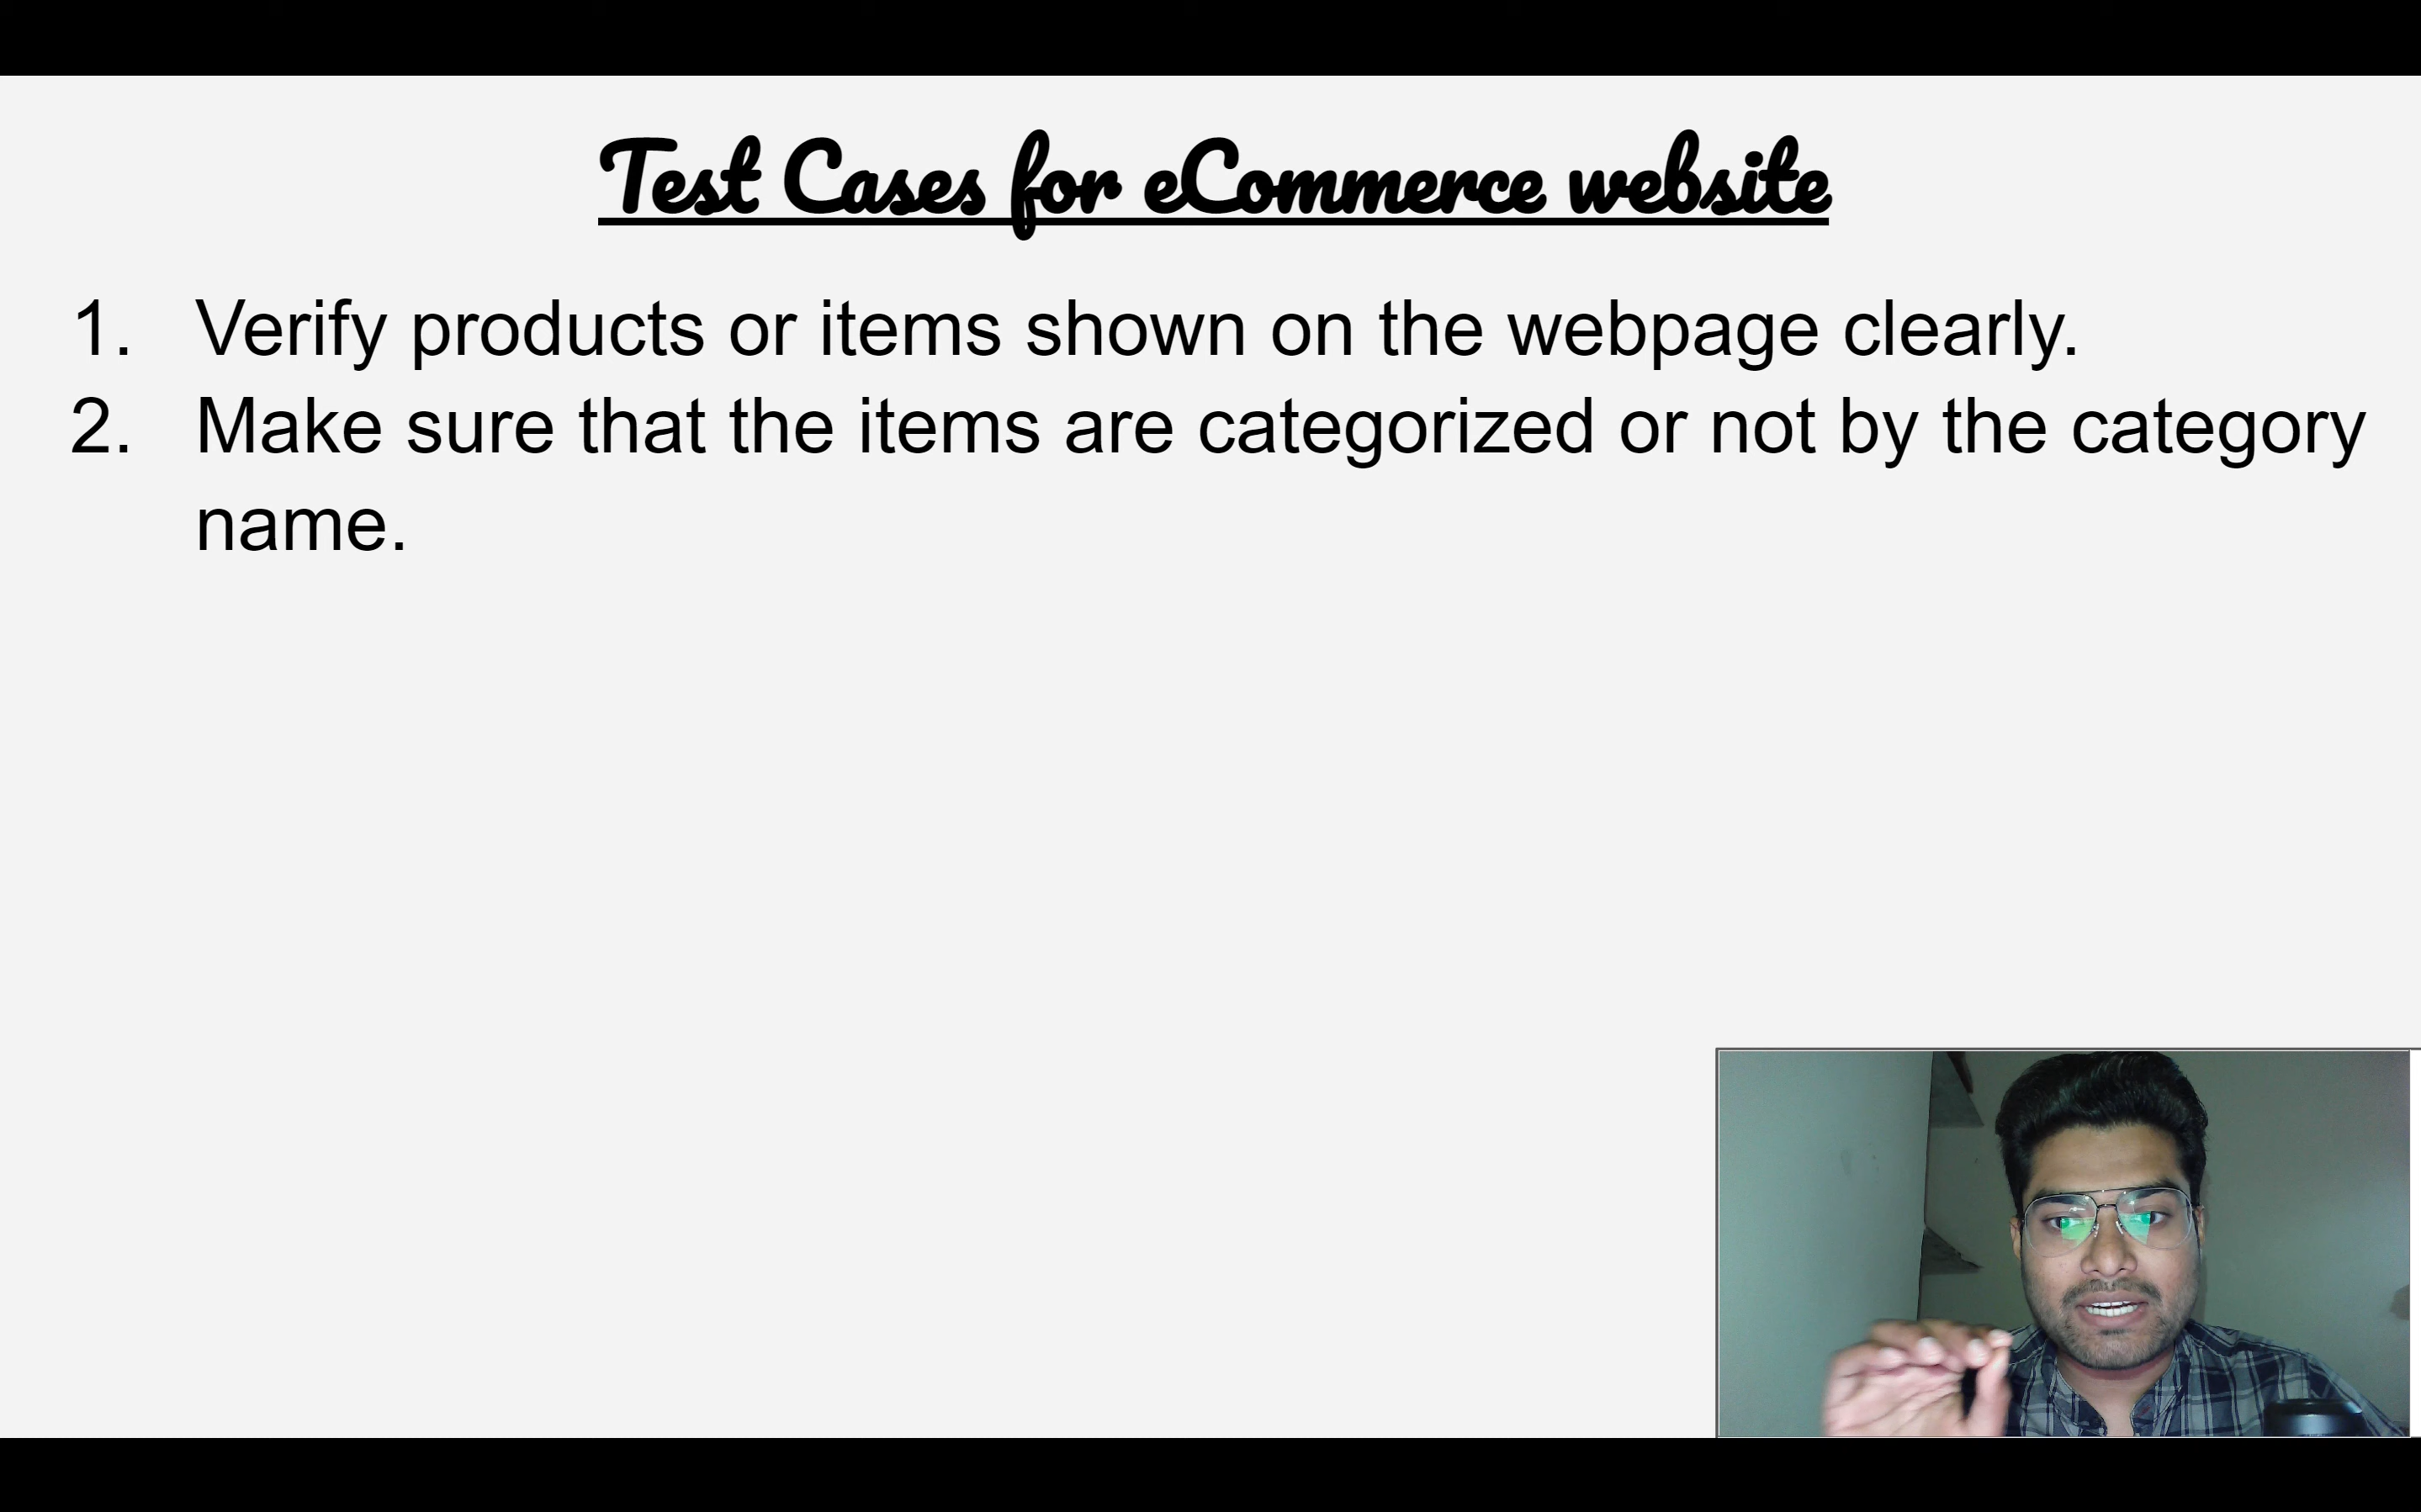 Test Cases for eCommerce website
1. Verify products or items shown on the webpage clearly.
2. Make sure that the items are categorized or not by the category
name.